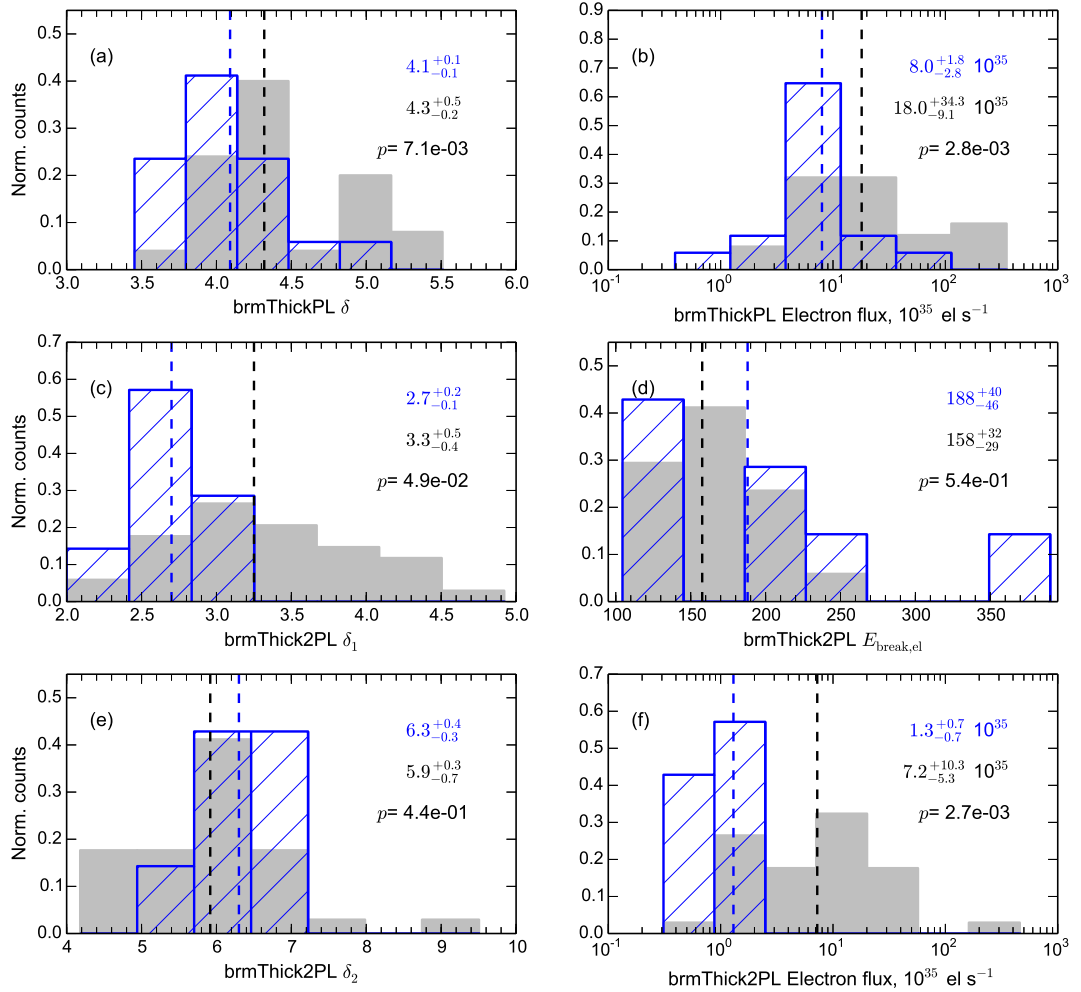 0.5
0.4
0.3
0.2
0.1
0.0
Norm. counts
(a)
4.1 +0.1 −0.1
4.3 +0.5 −0.2
p= 7.1e-03
3.0 3.5 4.0 4.5 5.0 5.5 6.0
brmThickPL δ
0.9
0.8
0.7
0.6
0.5
0.4
0.3
0.2
0.1
0.0
(b)
8.0 +1.8 −2.8 10^35
18.0 +34.3 −9.1 10^35
p= 2.8e-03
10^-1 10^0 10^1 10^2 10^3
brmThickPL Electron flux, 10^35 el s^−1
0.7
0.6
0.5
0.4
0.3
0.2
0.1
0.0
Norm. counts
(c)
2.7 +0.2 −0.1
3.3 +0.5 −0.4
p= 4.9e-02
2.0 2.5 3.0 3.5 4.0 4.5 5.0
brmThick2PL δ_1
0.5
0.4
0.3
0.2
0.1
0.0
(d)
188 +40 −46
158 +32 −29
p= 5.4e-01
100 150 200 250 300 350
brmThick2PL E_break,el
0.5
0.4
0.3
0.2
0.1
0.0
Norm. counts
(e)
6.3 +0.4 −0.3
5.9 +0.3 −0.7
p= 4.4e-01
4 5 6 7 8 9 10
brmThick2PL δ_2
0.7
0.6
0.5
0.4
0.3
0.2
0.1
0.0
(f)
1.3 +0.7 −0.7 10^35
7.2 +10.3 −5.3 10^35
p= 2.7e-03
10^-1 10^0 10^1 10^2 10^3
brmThick2PL Electron flux, 10^35 el s^−1